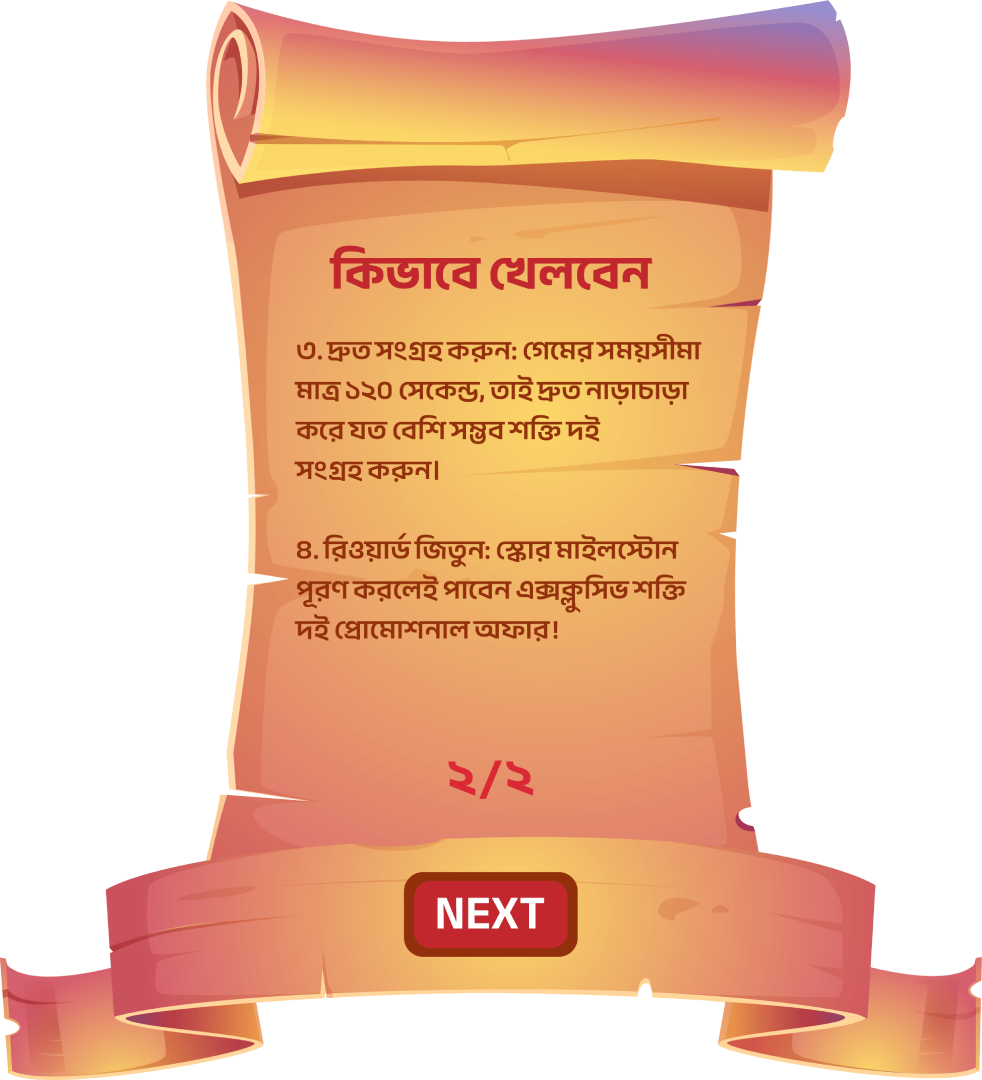 কিভাবে খেলবেন
৩. দ্রুত সংগ্রহ করুন: গেমের সময়সীমা
মাত্র ১২০ সেকেন্ড, তাই দ্রুত নাড়াচাড়া
করে যত বেশি সম্ভব শক্তি দই
সংগ্রহ করুন।
৪. রিওয়ার্ড জিতুন: স্কোর মাইলস্টোন
পূরণ করলেই পাবেন এক্সক্লুসিভ শক্তি
দই প্রোমোশনাল অফার!
২/২
NEXT